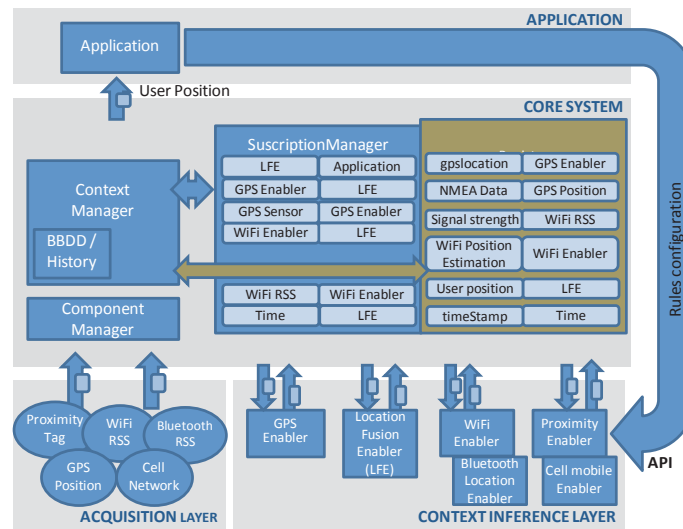 APPLICATION
Application
User Position
CORE SYSTEM
SuscriptionManager
LFE Application
GPS Enabler LFE
GPS Sensor GPS Enabler
WiFi Enabler LFE
WiFi RSS WiFi Enabler
Time LFE
gpslocation GPS Enabler
NMEA Data GPS Position
Signal strength WiFi RSS
WiFi Position
Estimation
WiFi Enabler
User position LFE
timeStamp Time
Context
Manager
BBDD /
History
Component
Manager
Rules configuration
API
Proximity
Tag
WiFi
RSS
Bluetooth
RSS
GPS
Position
Cell
Network
ACQUISITION LAYER
GPS
Enabler
Location
Fusion
Enabler
(LFE)
WiFi
Enabler
Bluetooth
Location
Enabler
Proximity
Enabler
Cell mobile
Enabler
CONTEXT INFERENCE LAYER